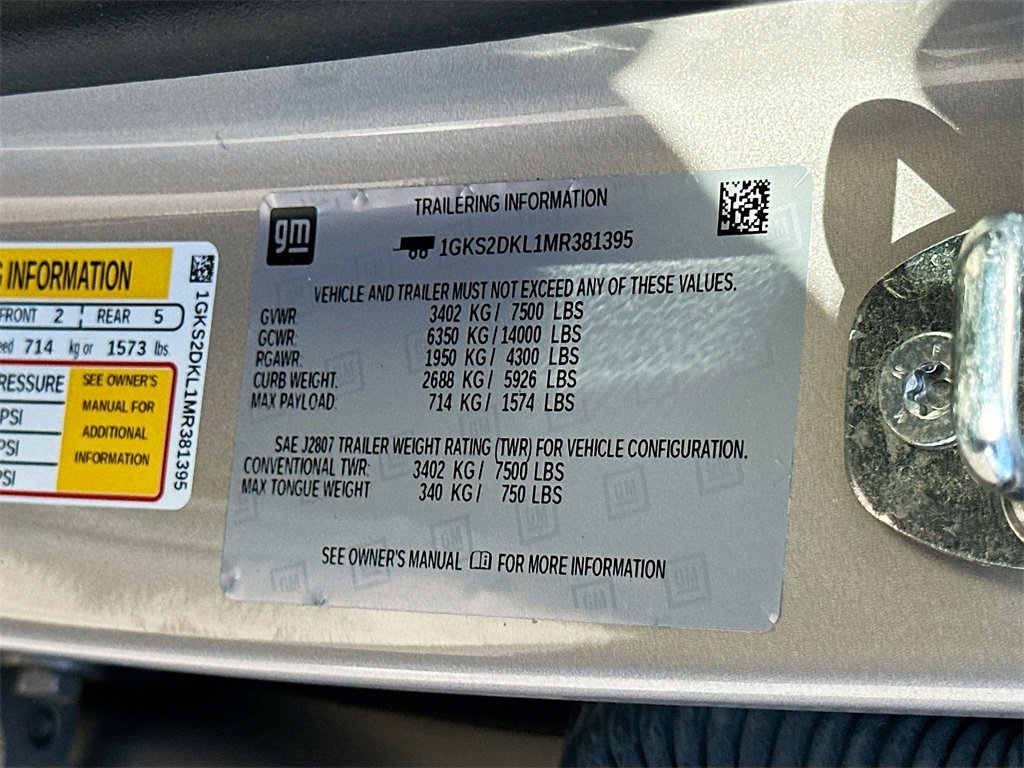 G INFORMATION
FRONT 2 REAR 5
714 kg or 1573 lbs.
PRESSURE
PSI
PSI
PSI
SEE OWNER'S
MANUAL FOR
ADDITIONAL
INFORMATION
1GKS2DKL1MR381395
gm
TRAILERING INFORMATION
1GKS2DKL1MR381395
VEHICLE AND TRAILER MUST NOT EXCEED ANY OF THESE VALUES.
GVWR 3402 KG/ 7500 LBS
GCWR: 6350 KG/ 14000 LBS
RGAWR: 1950 KG/ 4300 LBS
CURB WEIGHT. 2688 KG/ 5926 LBS
MAX PAYLOAD: 714 KG/ 1574 LBS
SAE J2807 TRAILER WEIGHT RATING (TWR) FOR VEHICLE CONFIGURATION.
CONVENTIONAL TWR: 3402 KG/ 7500 LBS
MAX TONGUE WEIGHT 340 KG/ 750 LBS
SEE OWNER'S MANUAL FOR MORE INFORMATION